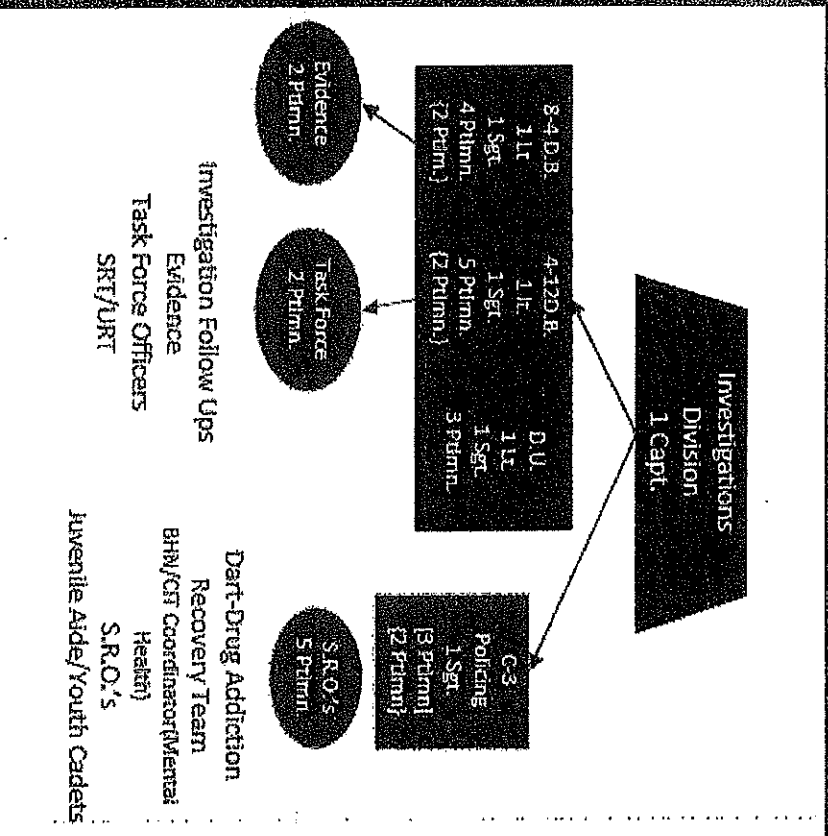 Investigations
Division
1 Capt.
8-4 D.B.
1 Lt
1 Sgt.
4 Ptlmn.
{2 Ptlm.}
4-12D.B.
1 Lt.
1 Sgt
5 Ptlmn.
{2 Ptlmn.}
D.U.
1 Lt
1 Sgt.
3 Ptlmn.
C-3
Policing
1 Sgt.
[3 Ptlmn]
{2 Ptlmn}
Evidence
2 Ptlmn.
Task Force
2 Ptlmn.
S.R.O.'s
5 Ptlmn.
Investigation Follow Ups
Evidence
Task Force Officers
SRT/URT
Dart-Drug Addiction
Recovery Team
BHN/CIT Coordinator(Mental
Health)
S.R.O.'s
Juvenile Aide/Youth Cadets